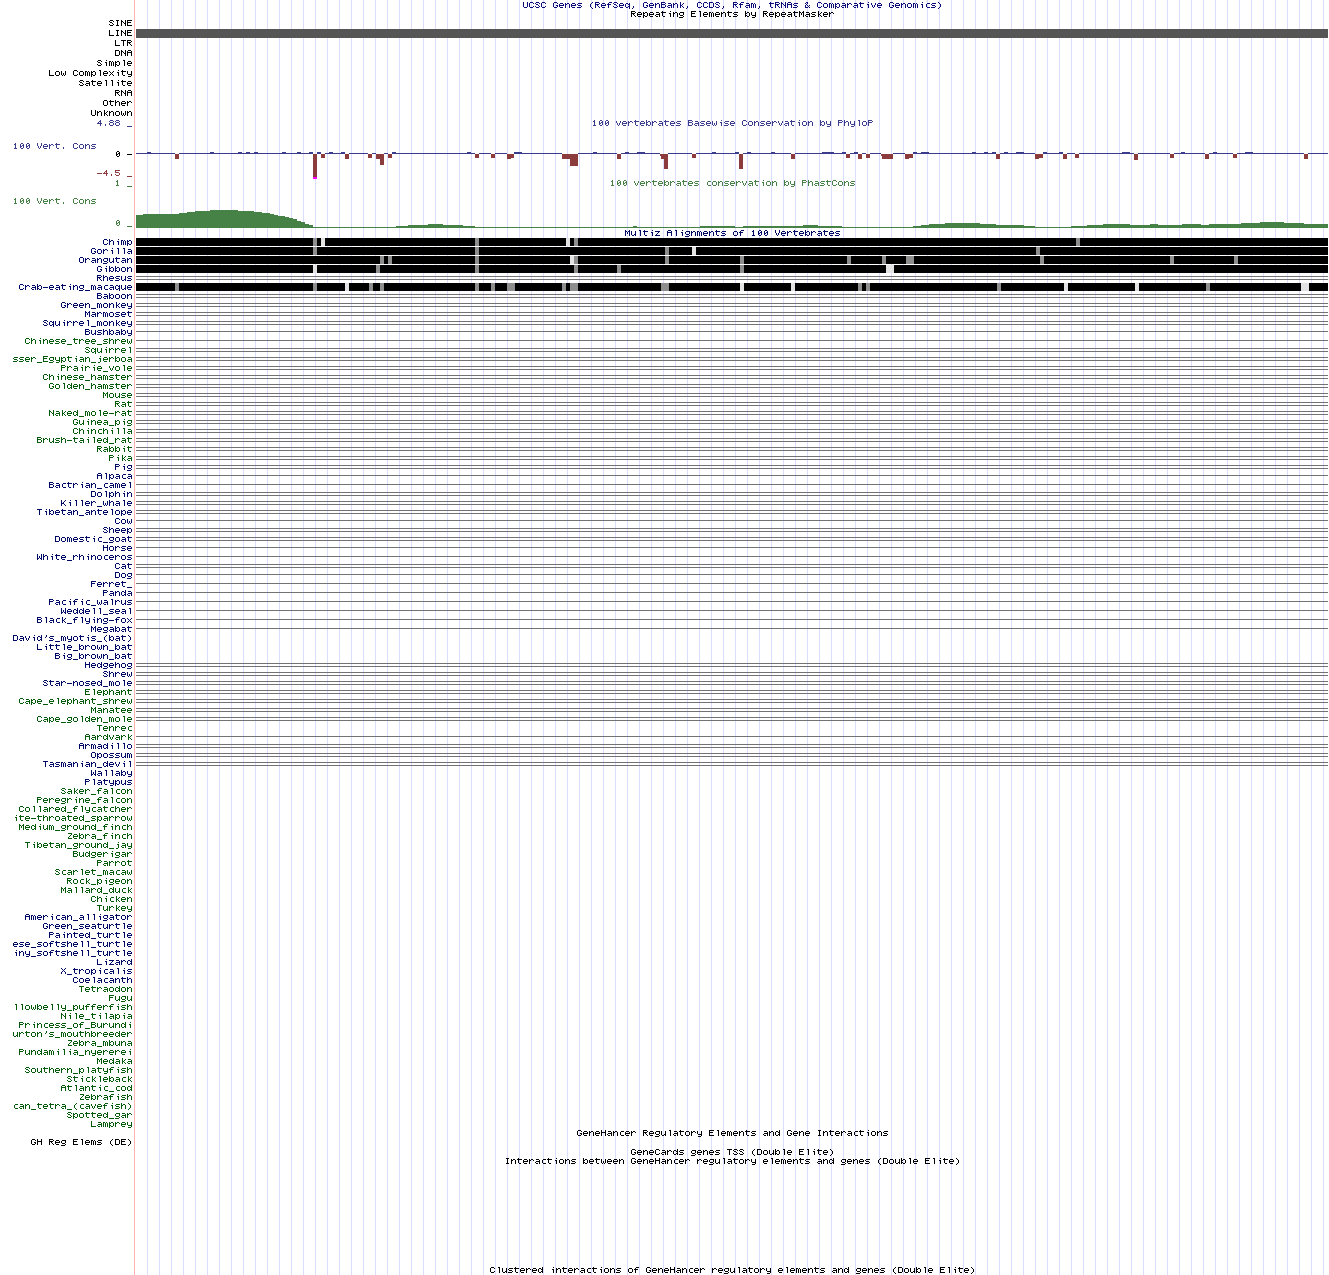 UCSC Genes (RefSeq, GenBank, CCDS, Rfam, tRNAs & Comparative Genomics)
Repeating Elements by RepeatMasker
SINE
LINE
LTR
DNA
Simple
Low Complexity
Satellite
RNA
Other
Unknown
100 vertebrates Basewise Conservation by PhyloP
4.88 _
100 Vert. Cons
0 –
-4.5 _
100 vertebrates conservation by PhastCons
1 _
100 Vert. Cons
0 _
Multiz Alignments of 100 Vertebrates
Chimp
Gorilla
Orangutan
Gibbon
Rhesus
Crab-eating_macaque
Baboon
Green_monkey
Marmoset
Squirrel_monkey
Bushbaby
Chinese_tree_shrew
Squirrel
sser_Egyptian_jerboa
Prairie_vole
Chinese_hamster
Golden_hamster
Mouse
Rat
Naked_mole-rat
Guinea_pig
Chinchilla
Brush-tailed_rat
Rabbit
Pika
Pig
Alpaca
Bactrian_camel
Dolphin
Killer_whale
Tibetan_antelope
Cow
Sheep
Domestic_goat
Horse
White_rhinoceros
Cat
Dog
Ferret_
Panda
Pacific_walrus
Weddell_seal
Black_flying-fox
Megabat
David's_myotis_(bat)
Little_brown_bat
Big_brown_bat
Hedgehog
Shrew
Star-nosed_mole
Elephant
Cape_elephant_shrew
Manatee
Cape_golden_mole
Tenrec
Aardvark
Armadillo
Opossum
Tasmanian_devil
Wallaby
Platypus
Saker_falcon
Peregrine_falcon
Collared_flycatcher
ite-throated_sparrow
Medium_ground_finch
Zebra_finch
Tibetan_ground_jay
Budgerigar
Parrot
Scarlet_macaw
Rock_pigeon
Mallard_duck
Chicken
Turkey
American_alligator
Green_seaturtle
Painted_turtle
ese_softshell_turtle
iny_softshell_turtle
Lizard
X_tropicalis
Coelacanth
Tetraodon
Fugu
llowbelly_pufferfish
Nile_tilapia
Princess_of_Burundi
urton's_mouthbreeder
Zebra_mbuna
Pundamilia_nyererei
Medaka
Southern_platyfish
Stickleback
Atlantic_cod
Zebrafish
can_tetra_(cavefish)
Spotted_gar
Lamprey
GeneHancer Regulatory Elements and Gene Interactions
GH Reg Elems (DE)
GeneCards genes TSS (Double Elite)
Interactions between GeneHancer regulatory elements and genes (Double Elite)
Clustered interactions of GeneHancer regulatory elements and genes (Double Elite)